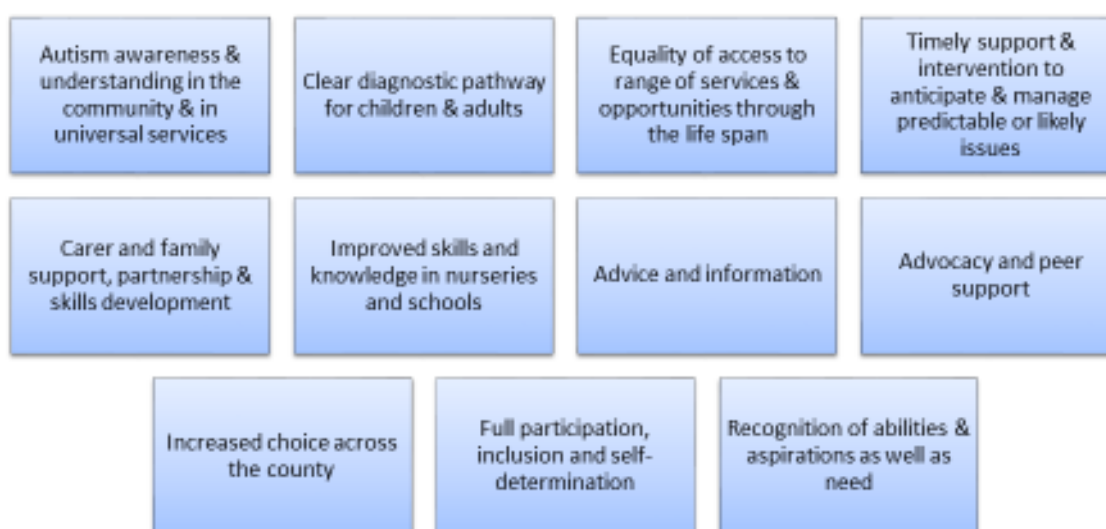 Autism awareness &
understanding in the
community & in
universal services
Clear diagnostic pathway
for children & adults
Equality of access to
range of services &
opportunities through
the life span
Timely support &
intervention to
anticipate & manage
predictable or likely
issues
Carer and family
support, partnership &
skills development
Improved skills and
knowledge in nurseries
and schools
Advice and information
Advocacy and peer
support
Increased choice across
the county
Full participation,
inclusion and self-
determination
Recognition of abilities &
aspirations as well as
need